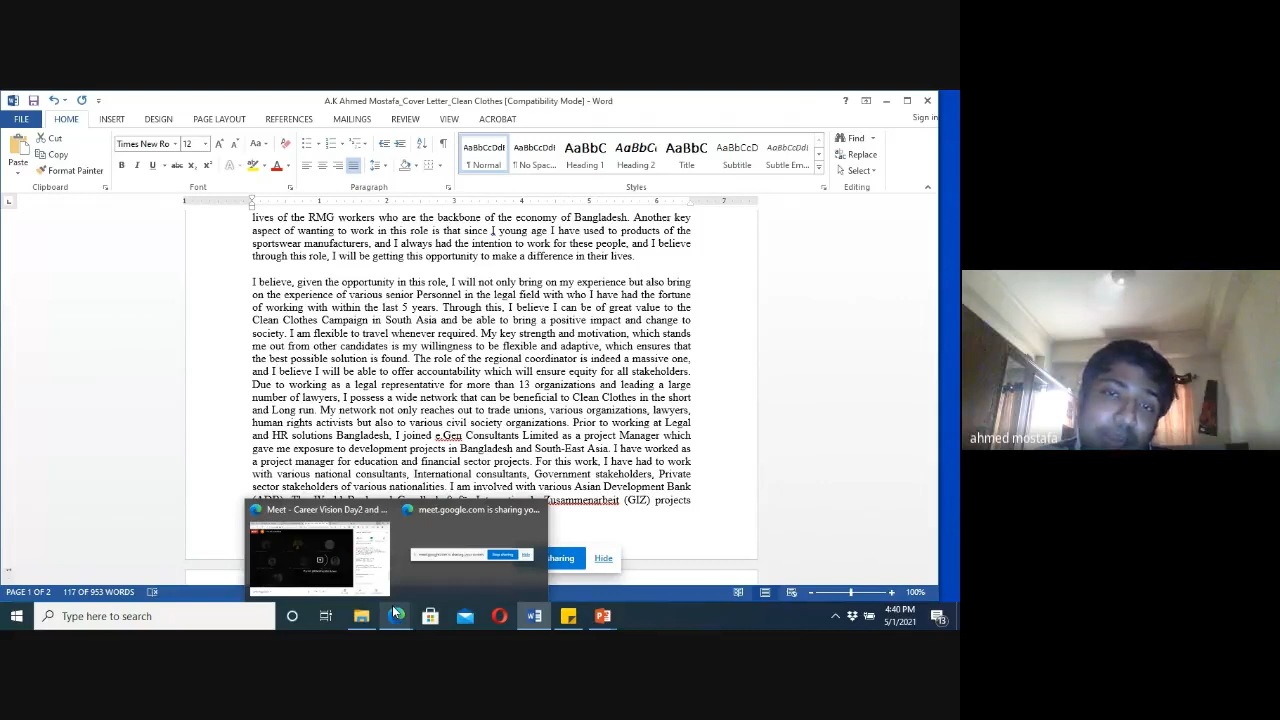 A.K Ahmed Mostafa_Cover Letter_Clean Clothes [Compatibility Mode] - Word
FILE HOME INSERT DESIGN PAGE LAYOUT REFERENCES MAILINGS REVIEW VIEW ACROBAT Sign in
Paste
Cut
Copy
Format Painter
Times New Ro 12
AaBbCcDdI AaBbCcDdI AaBbC AaBbC AaBbC AaBbCcD AaBbCcDdI
¶ Normal ¶ No Spac... Heading 1 Heading 2 Title Subtitle Subtle Em...
Find
Replace
Select
Clipboard Font Paragraph Styles Editing
1 1 2 3 4 5 6 7
lives of the RMG workers who are the backbone of the economy of Bangladesh. Another key
aspect of wanting to work in this role is that since I young age I have used to products of the
sportswear manufacturers, and I always had the intention to work for these people, and I believe
through this role, I will be getting this opportunity to make a difference in their lives.
I believe, given the opportunity in this role, I will not only bring on my experience but also bring
on the experience of various senior Personnel in the legal field with who I have had the fortune
of working with within the last 5 years. Through this, I believe I can be of great value to the
Clean Clothes Campaign in South Asia and be able to bring a positive impact and change to
society. I am flexible to travel whenever required. My key strength and motivation, which stands
me out from other candidates is my willingness to be flexible and adaptive, which ensures that
the best possible solution is found. The role of the regional coordinator is indeed a massive one,
and I believe I will be able to offer accountability which will ensure equity for all stakeholders.
Due to working as a legal representative for more than 13 organizations and leading a large
number of lawyers, I possess a wide network that can be beneficial to Clean Clothes in the short
and Long run. My network not only reaches out to trade unions, various organizations, lawyers,
human rights activists but also to various civil society organizations. Prior to working at Legal
and HR solutions Bangladesh, I joined e.Gen Consultants Limited as a project Manager which
gave me exposure to development projects in Bangladesh and South-East Asia. I have worked as
a project manager for education and financial sector projects. For this work, I have had to work
with various national consultants, International consultants, Government stakeholders, Private
sector stakeholders of various nationalities. I am involved with various Asian Development Bank
Zusammenarbeit (GIZ) projects
Meet - Career Vision Day2 and ... meet.google.com is sharing yo...
Stop sharing Hide
sharing Hide
PAGE 1 OF 2 117 OF 953 WORDS 100%
Type here to search
4:40 PM
5/1/2021
13
ahmed mostafa